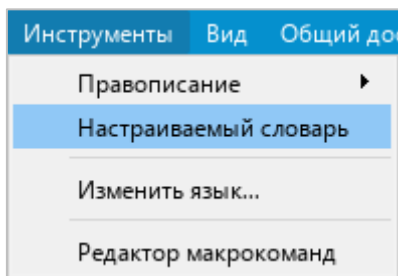 Инструменты Вид Общий до
Правописание
Настраиваемый словарь
Изменить язык...
Редактор макрокоманд